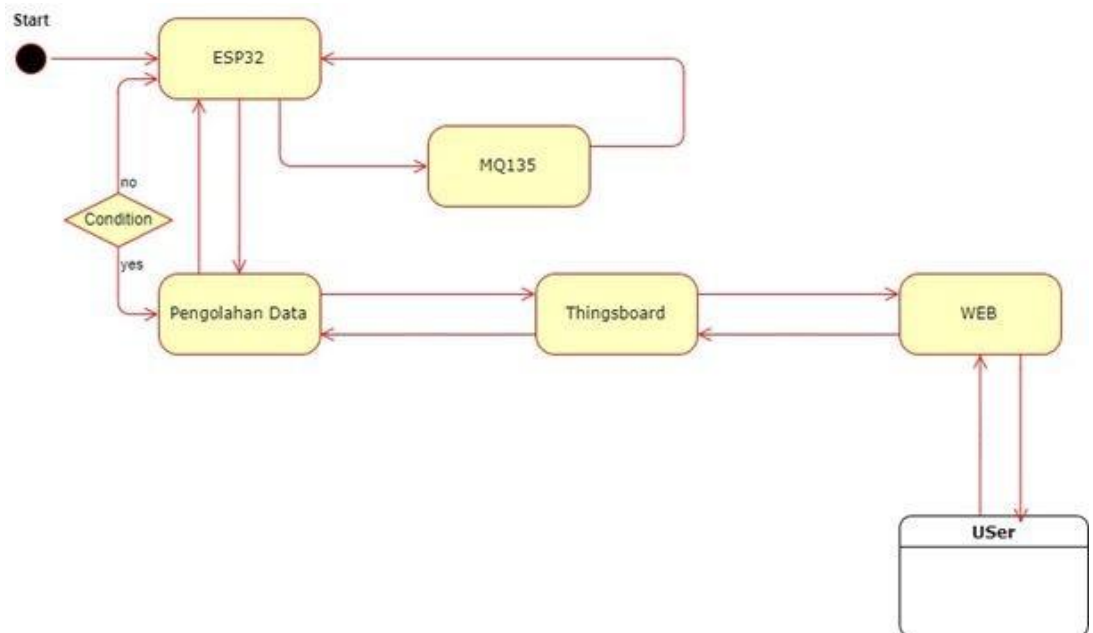 Start
ESP32
MQ135
no
Condition
yes
Pengolahan Data
Thingsboard
WEB
USer